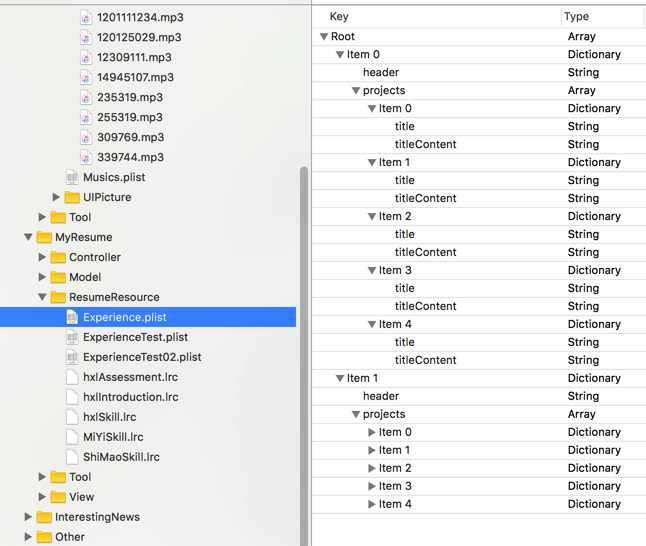 1201111234.mp3
120125029.mp3
12309111.mp3
14945107.mp3
235319.mp3
255319.mp3
309769.mp3
339744.mp3
Musics.plist
UIPicture
Tool
MyResume
Controller
Model
ResumeResource
Experience.plist
ExperienceTest.plist
ExperienceTest02.plist
hxlAssessment.lrc
hxlIntroduction.lrc
hxlSkill.lrc
MiYiSkill.lrc
ShiMaoSkill.lrc
Tool
View
InterestingNews
Other
Key Type
Root Array
Item 0 Dictionary
header String
projects Array
Item 0 Dictionary
title String
titleContent String
Item 1 Dictionary
title String
titleContent String
Item 2 Dictionary
title String
titleContent String
Item 3 Dictionary
title String
titleContent String
Item 4 Dictionary
title String
titleContent String
Item 1 Dictionary
header String
projects Array
Item 0 Dictionary
Item 1 Dictionary
Item 2 Dictionary
Item 3 Dictionary
Item 4 Dictionary